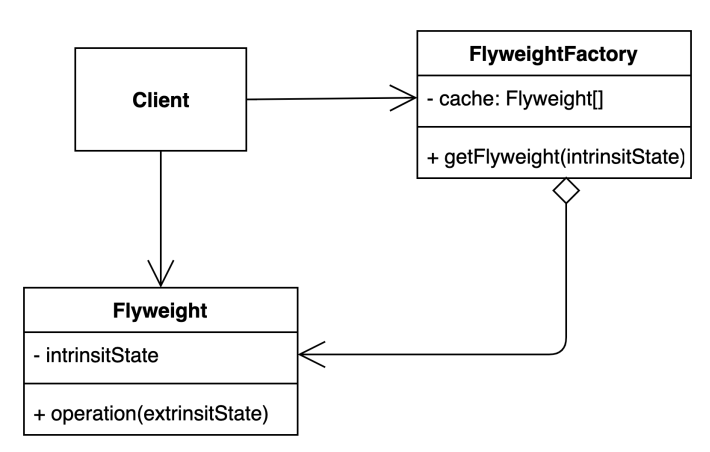 Client
FlyweightFactory
- cache: Flyweight[]
+ getFlyweight(intrinsitState)
Flyweight
- intrinsitState
+ operation(extrinsitState)